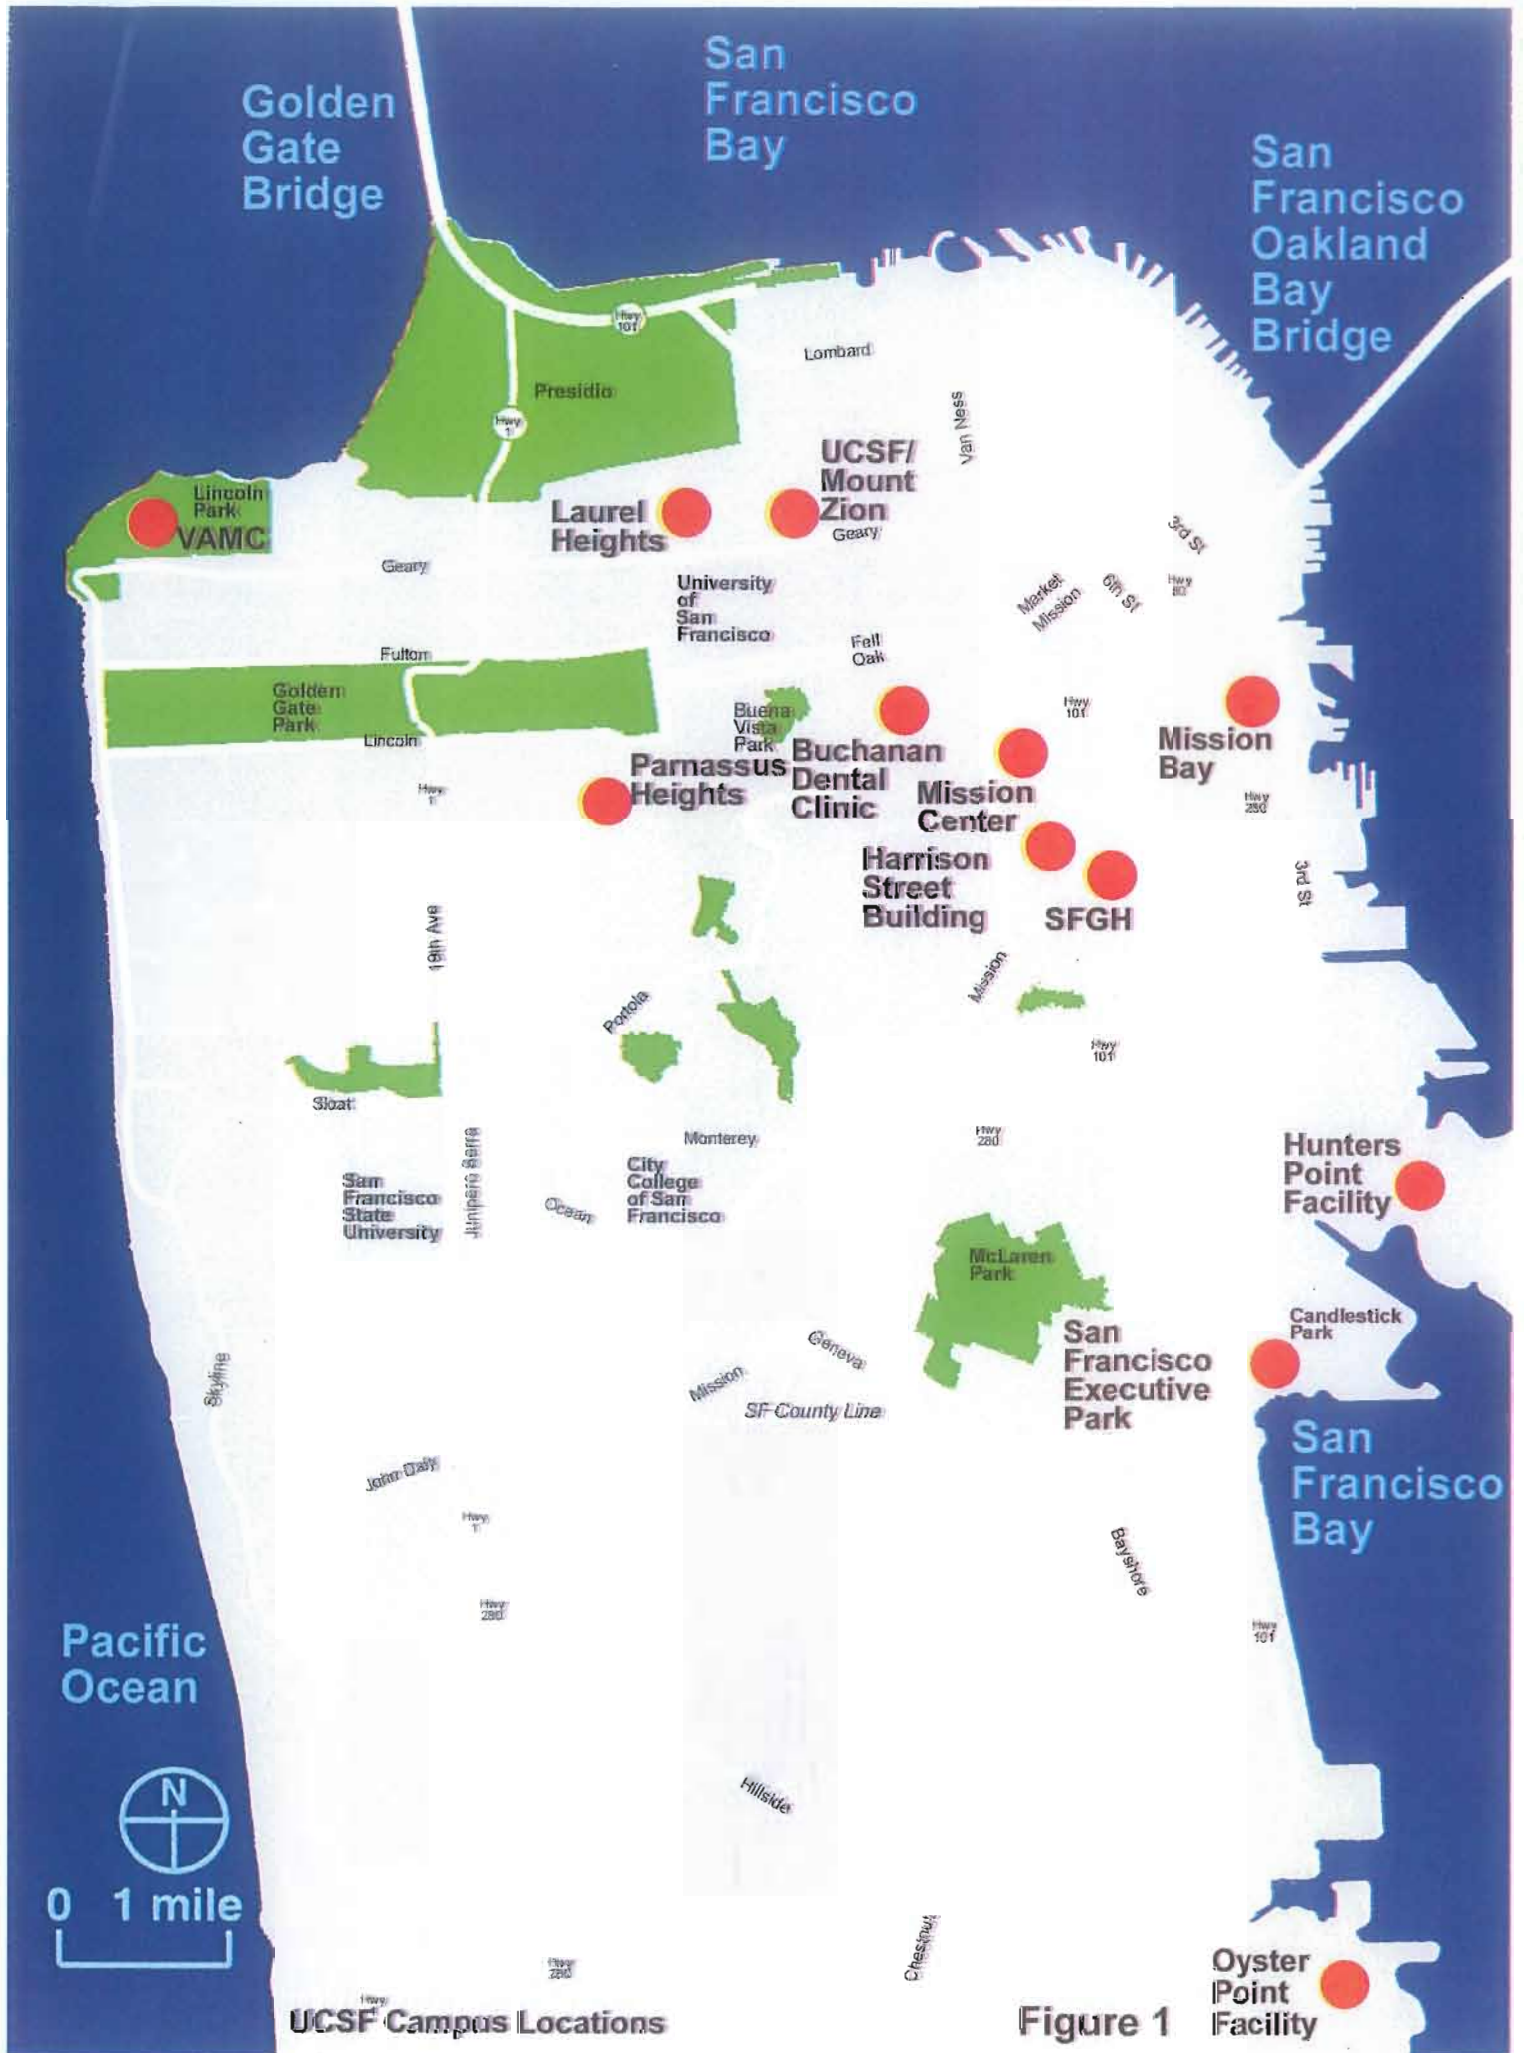 San
Francisco
Bay
Golden
Gate
Bridge
San
Francisco
Oakland
Bay
Bridge
Hwy
101
Lombard
Presidio
Van Ness
Hwy
1
UCSF/
Mount
Zion
Lincoln
Park
VAMC
Laurel
Heights
Geary
3rd St
Geary
University
of
San
Francisco
Market
Mission
6th St
Hwy
80
Fell
Oak
Fulton
Golden
Gate
Park
Buena
Vista
Park
Hwy
101
Lincoln
Mission
Bay
Parnassus
Heights
Buchanan
Dental
Clinic
Mission
Center
Hwy
1
Hwy
280
Harrison
Street
Building
SFGH
3rd St
19th Ave
Mission
Portola
Hwy
101
Sloat
Monterey
Hwy
280
Junipero Serra
San
Francisco
State
University
City
College
of San
Francisco
Ocean
Hunters
Point
Facility
McLaren
Park
Candlestick
Park
San
Francisco
Executive
Park
Geneva
Mission
SF County Line
Skyline
San
Francisco
Bay
John Daly
Hwy
1
Bayshore
Hwy
280
Hwy
101
Pacific
Ocean
Hillside
N
0 1 mile
Chestnut
Hwy
280
Oyster
Point
Facility
Hwy
UCSF Campus Locations
Figure 1